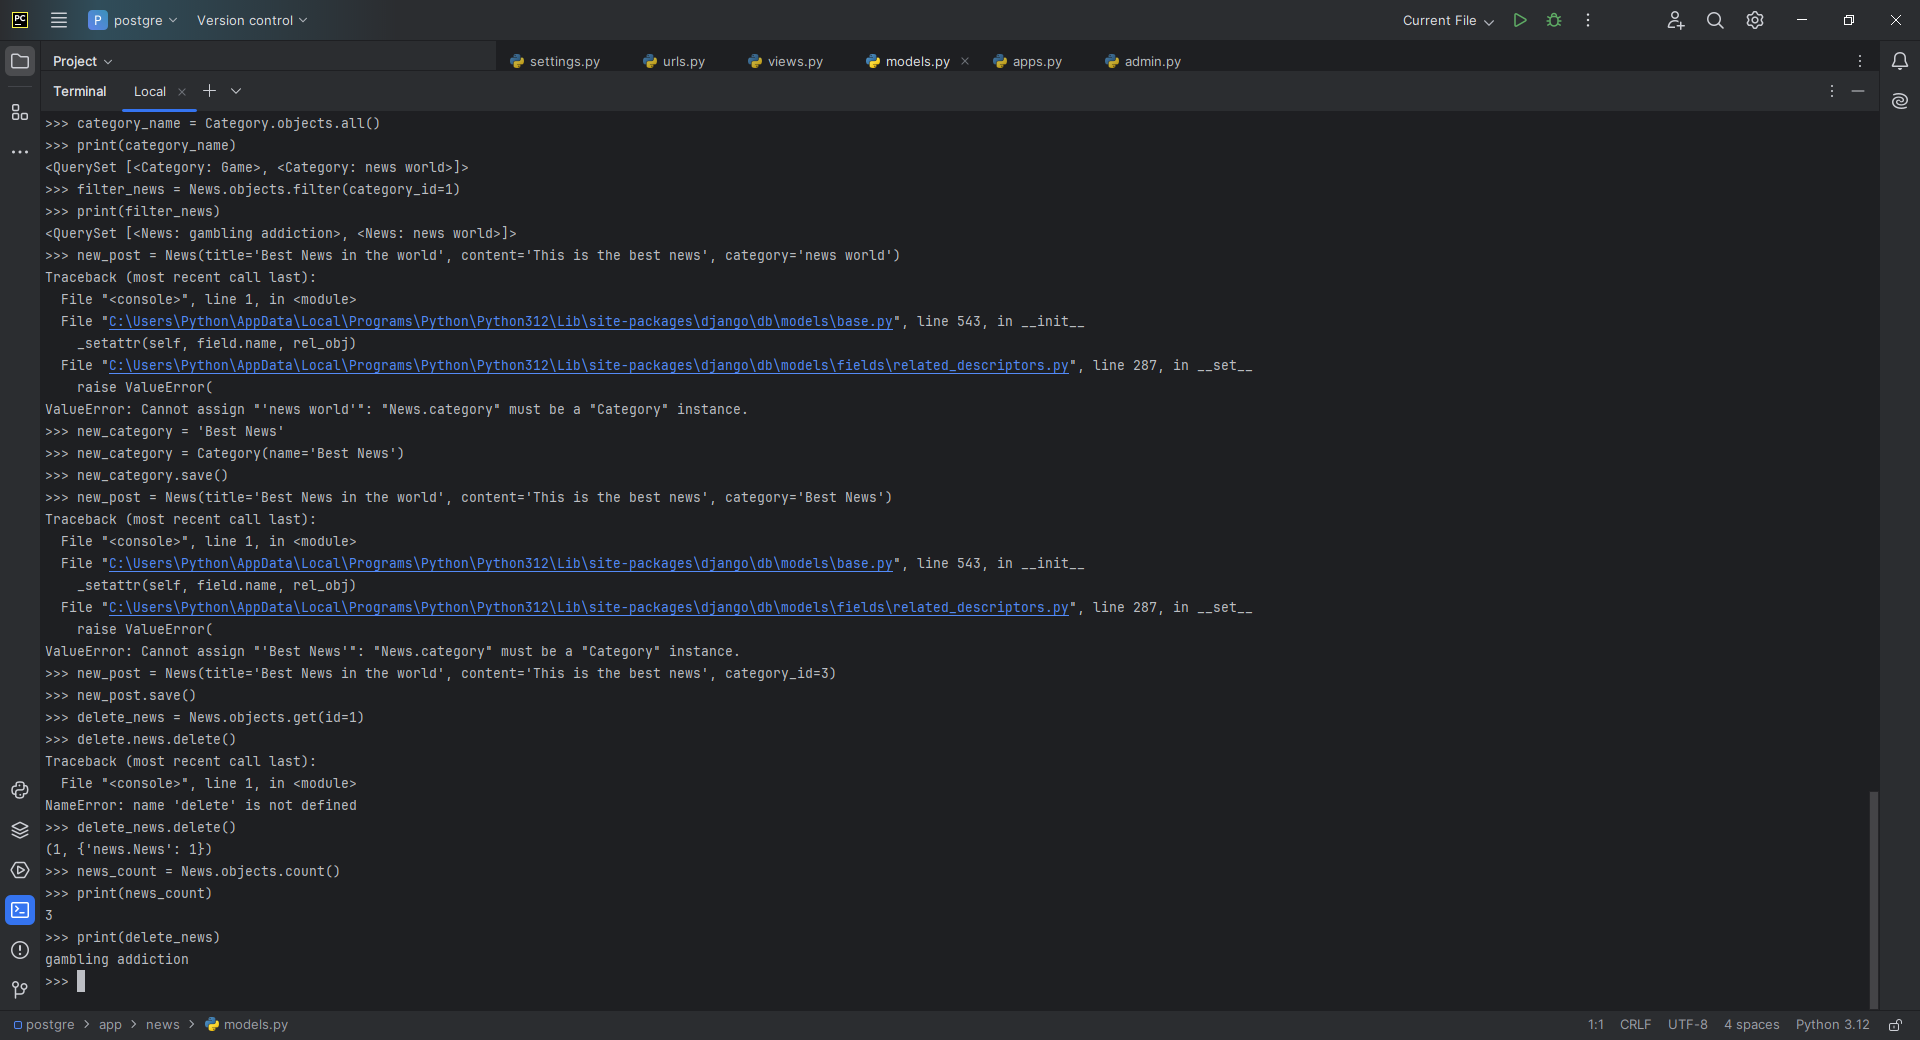 PC P postgre Version control Current File
Project settings.py urls.py views.py models.py apps.py admin.py
Terminal Local
>>> category_name = Category.objects.all()
>>> print(category_name)
<QuerySet [<Category: Game>, <Category: news world>]>
>>> filter_news = News.objects.filter(category_id=1)
>>> print(filter_news)
<QuerySet [<News: gambling addiction>, <News: news world>]>
>>> new_post = News(title='Best News in the world', content='This is the best news', category='news world')
Traceback (most recent call last):
  File "<console>", line 1, in <module>
  File "C:\Users\Python\AppData\Local\Programs\Python\Python312\Lib\site-packages\django\db\models\base.py", line 543, in __init__
    _setattr(self, field.name, rel_obj)
  File "C:\Users\Python\AppData\Local\Programs\Python\Python312\Lib\site-packages\django\db\models\fields\related_descriptors.py", line 287, in __set__
    raise ValueError(
ValueError: Cannot assign "'news world'": "News.category" must be a "Category" instance.
>>> new_category = 'Best News'
>>> new_category = Category(name='Best News')
>>> new_category.save()
>>> new_post = News(title='Best News in the world', content='This is the best news', category='Best News')
Traceback (most recent call last):
  File "<console>", line 1, in <module>
  File "C:\Users\Python\AppData\Local\Programs\Python\Python312\Lib\site-packages\django\db\models\base.py", line 543, in __init__
    _setattr(self, field.name, rel_obj)
  File "C:\Users\Python\AppData\Local\Programs\Python\Python312\Lib\site-packages\django\db\models\fields\related_descriptors.py", line 287, in __set__
    raise ValueError(
ValueError: Cannot assign "'Best News'": "News.category" must be a "Category" instance.
>>> new_post = News(title='Best News in the world', content='This is the best news', category_id=3)
>>> new_post.save()
>>> delete_news = News.objects.get(id=1)
>>> delete.news.delete()
Traceback (most recent call last):
  File "<console>", line 1, in <module>
NameError: name 'delete' is not defined
>>> delete_news.delete()
(1, {'news.News': 1})
>>> news_count = News.objects.count()
>>> print(news_count)
3
>>> print(delete_news)
gambling addiction
>>>
postgre > app > news > models.py 1:1 CRLF UTF-8 4 spaces Python 3.12